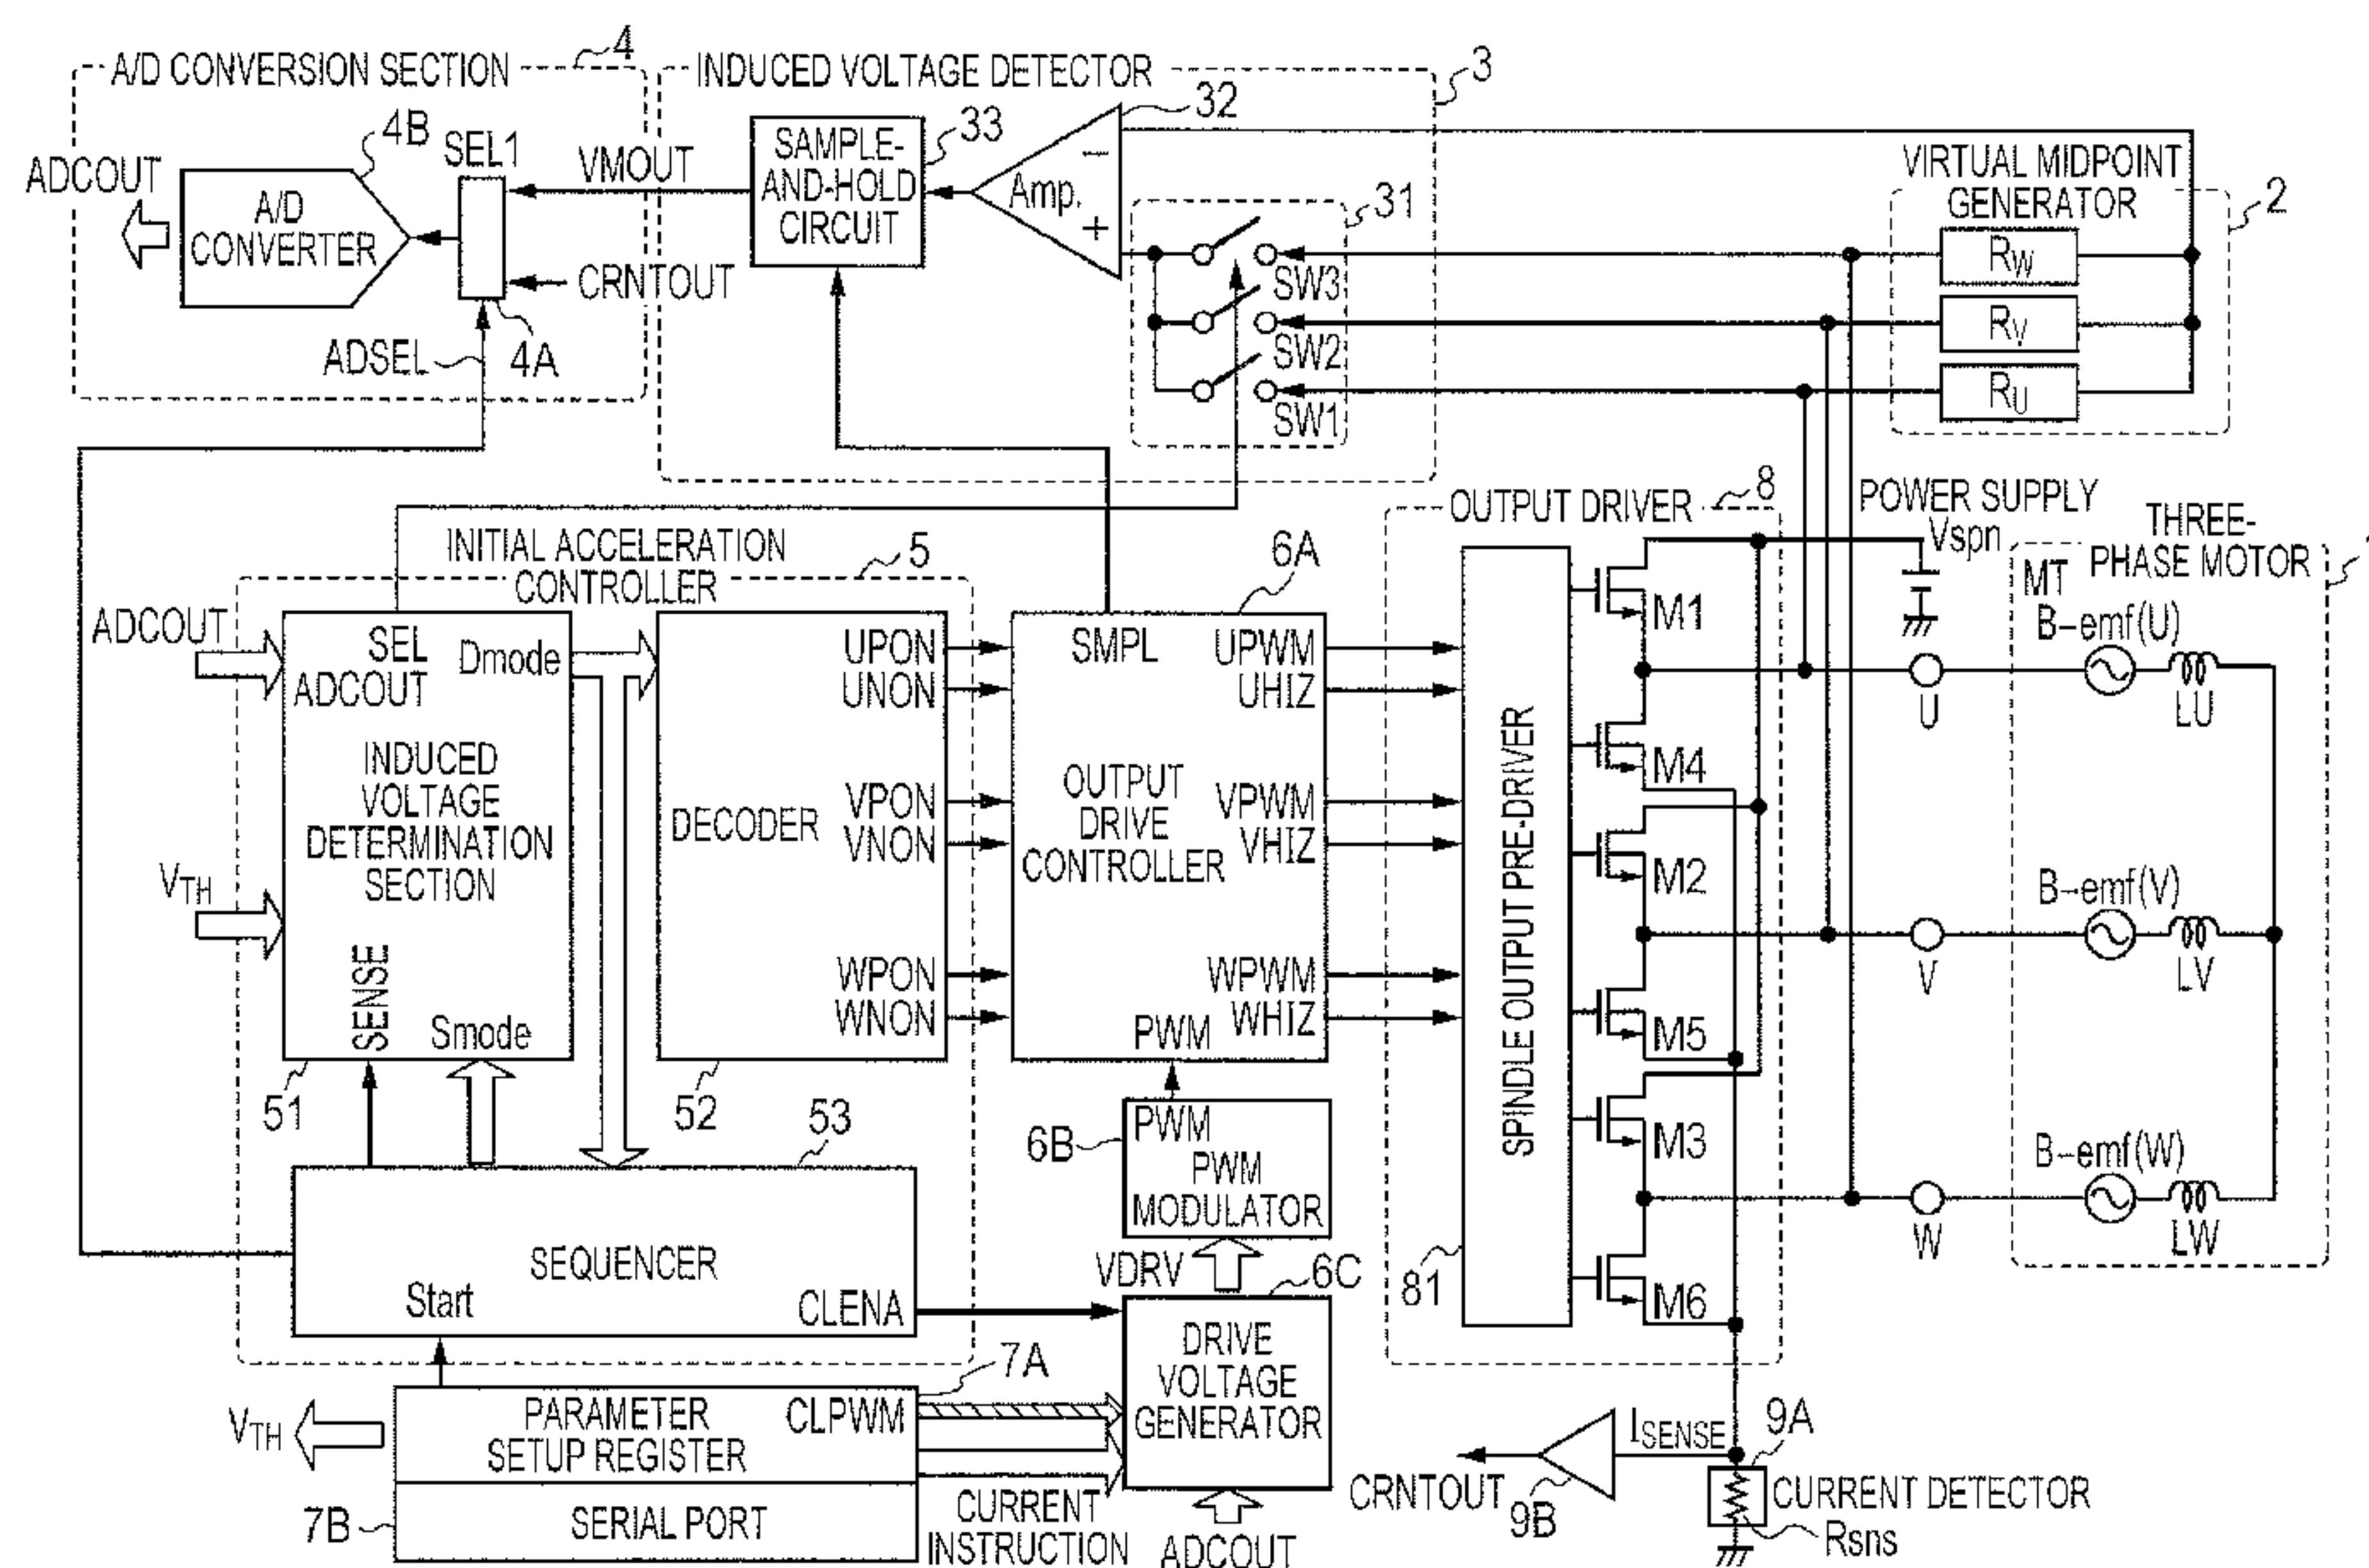 A/D CONVERSION SECTION
4
INDUCED VOLTAGE DETECTOR
3
ADCOUT
4B
A/D
CONVERTER
SEL1
VMOUT
CRNTOUT
ADSEL
4A
SAMPLE-
AND-HOLD
CIRCUIT
33
32
Amp.
−
+
31
SW3
SW2
SW1
VIRTUAL MIDPOINT
GENERATOR
2
RW
RV
RU
INITIAL ACCELERATION
CONTROLLER
5
ADCOUT
SEL
ADCOUT
Dmode
INDUCED
VOLTAGE
DETERMINATION
SECTION
VTH
SENSE
Smode
51
DECODER
UPON
UNON
VPON
VNON
WPON
WNON
52
53
6A
SMPL
OUTPUT
DRIVE
CONTROLLER
UPWM
UHIZ
VPWM
VHIZ
WPWM
WHIZ
PWM
OUTPUT DRIVER
8
SPINDLE OUTPUT PRE-DRIVER
81
M1
M4
M2
M5
M3
M6
POWER SUPPLY
Vspn
THREE-
PHASE MOTOR
MT
B-emf(U)
LU
U
B-emf(V)
LV
V
B-emf(W)
LW
W
6B
PWM
PWM
MODULATOR
VDRV
6C
SEQUENCER
Start
CLENA
DRIVE
VOLTAGE
GENERATOR
7A
VTH
PARAMETER
SETUP REGISTER
CLPWM
7B
SERIAL PORT
CURRENT
INSTRUCTION
ADCOUT
CRNTOUT
9B
ISENSE
9A
CURRENT DETECTOR
Rsns